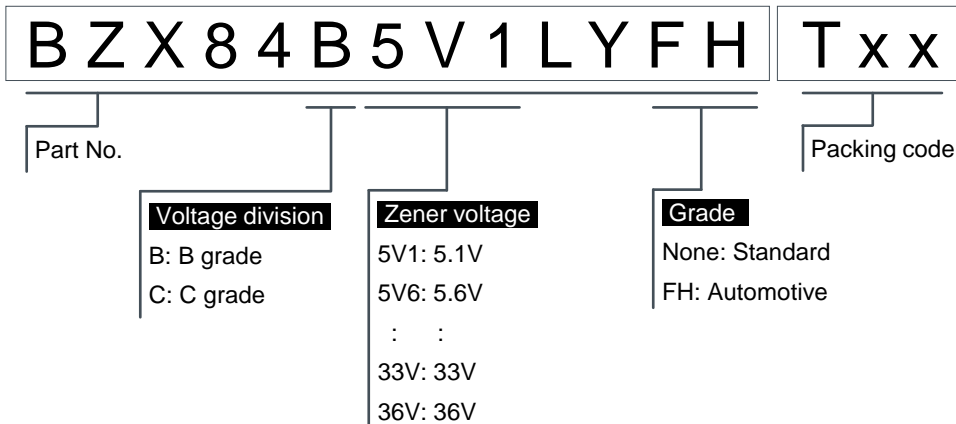 BZX84B5V1LYFH Txx
Part No.
Packing code
Voltage division
B: B grade
C: C grade
Zener voltage
5V1: 5.1V
5V6: 5.6V
: :
33V: 33V
36V: 36V
Grade
None: Standard
FH: Automotive